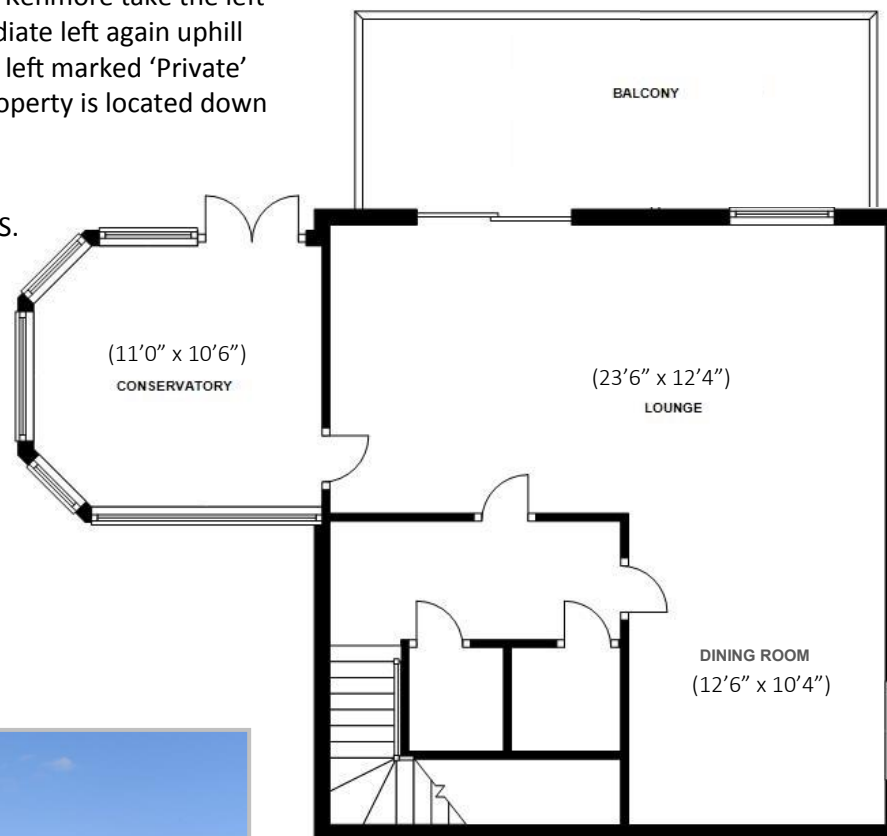 Kenmore take the left
diate left again uphill
left marked ‘Private’
operty is located down
S.
BALCONY
(11’0” x 10’6”)
CONSERVATORY
(23’6” x 12’4”)
LOUNGE
DINING ROOM
(12’6” x 10’4”)